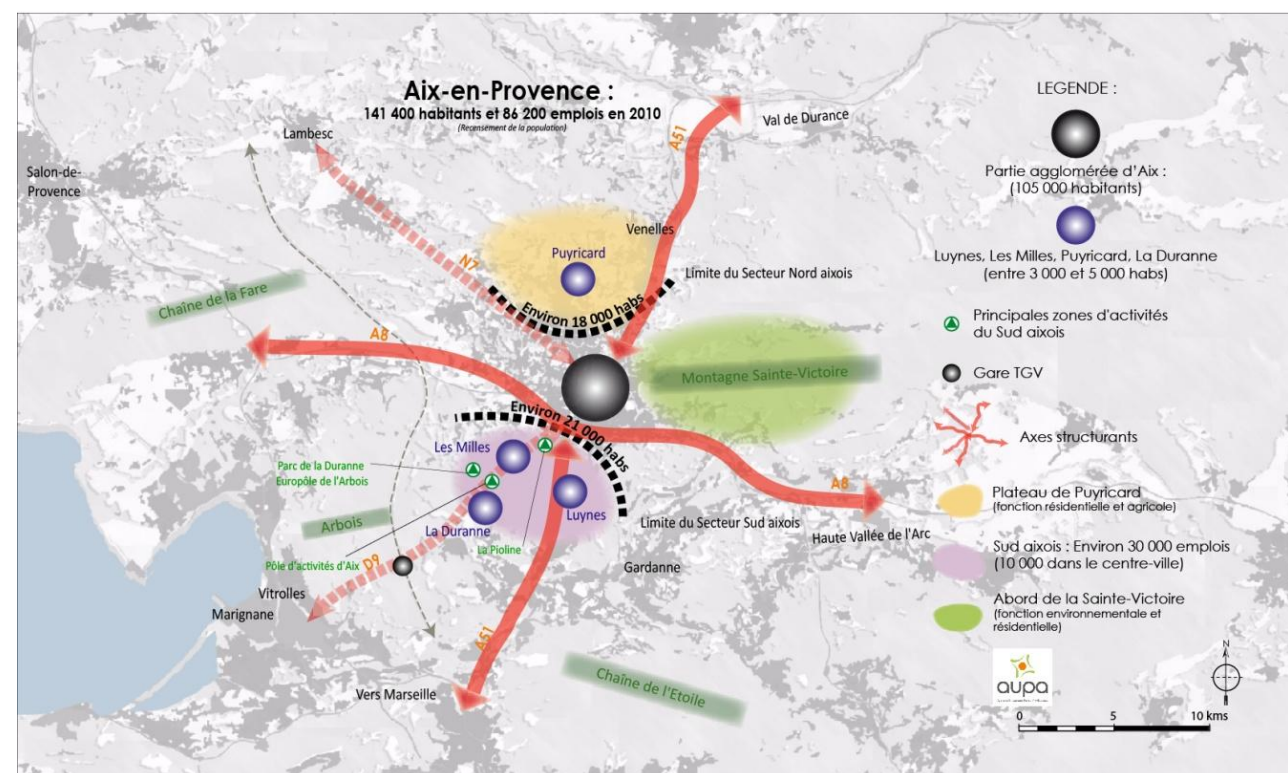 Aix-en-Provence :
141 400 habitants et 86 200 emplois en 2010
(Recensement de la population)
Lambesc
Salon-de-
Provence
A51
Val de Durance
Venelles
Puyricard
N7
Limite du Secteur Nord aixois
Environ 18 000 habs
Chaîne de la Fare
A8
Montagne Sainte-Victoire
Environ 21 000 habs
Les Milles
Parc de la Duranne
Europôle de l'Arbois
A8
Arbois
La Duranne
Luynes
Limite du Secteur Sud aixois
Haute Vallée de l'Arc
La Pioline
Pôle d'activités d'Aix
D9
Gardanne
Vitrolles
Marignane
A51
Vers Marseille
Chaîne de l'Etoile
LEGENDE :
Partie agglomérée d'Aix :
(105 000 habitants)
Luynes, Les Milles, Puyricard, La Duranne
(entre 3 000 et 5 000 habs)
Principales zones d'activités
du Sud aixois
Gare TGV
Axes structurants
Plateau de Puyricard
(fonction résidentielle et agricole)
Sud aixois : Environ 30 000 emplois
(10 000 dans le centre-ville)
Abord de la Sainte-Victoire
(fonction environnementale et
résidentielle)
aupa
N
0 5 10 kms